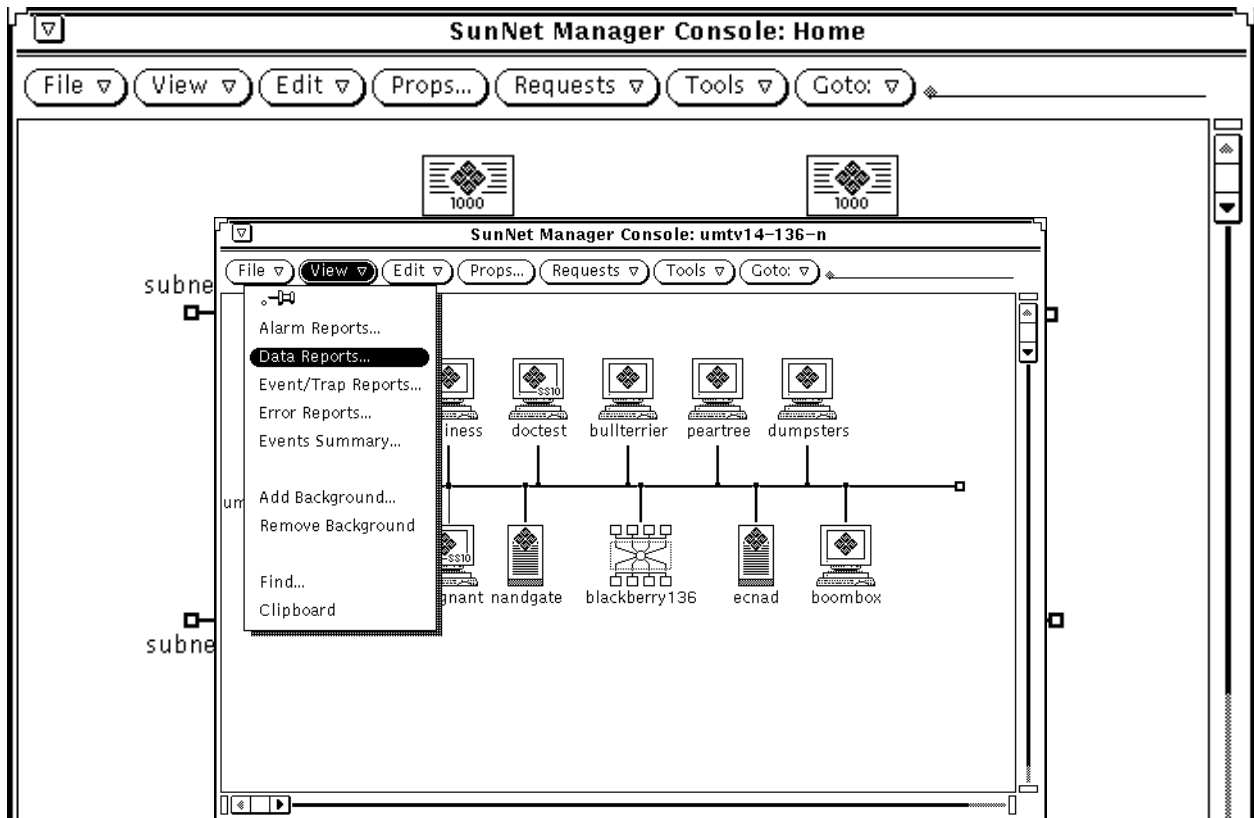 SunNet Manager Console: Home
File View Edit Props... Requests Tools Goto:
1000 1000
SunNet Manager Console: umtv14-136-n
File View Edit Props... Requests Tools Goto:
subne
Alarm Reports...
Data Reports...
Event/Trap Reports...
Error Reports...
Events Summary...
Add Background...
Remove Background
Find...
Clipboard
SS10
iness doctest bullterrier peartree dumpsters
um
SS10
gnant nandgate blackberry136 ecnad boombox
subne